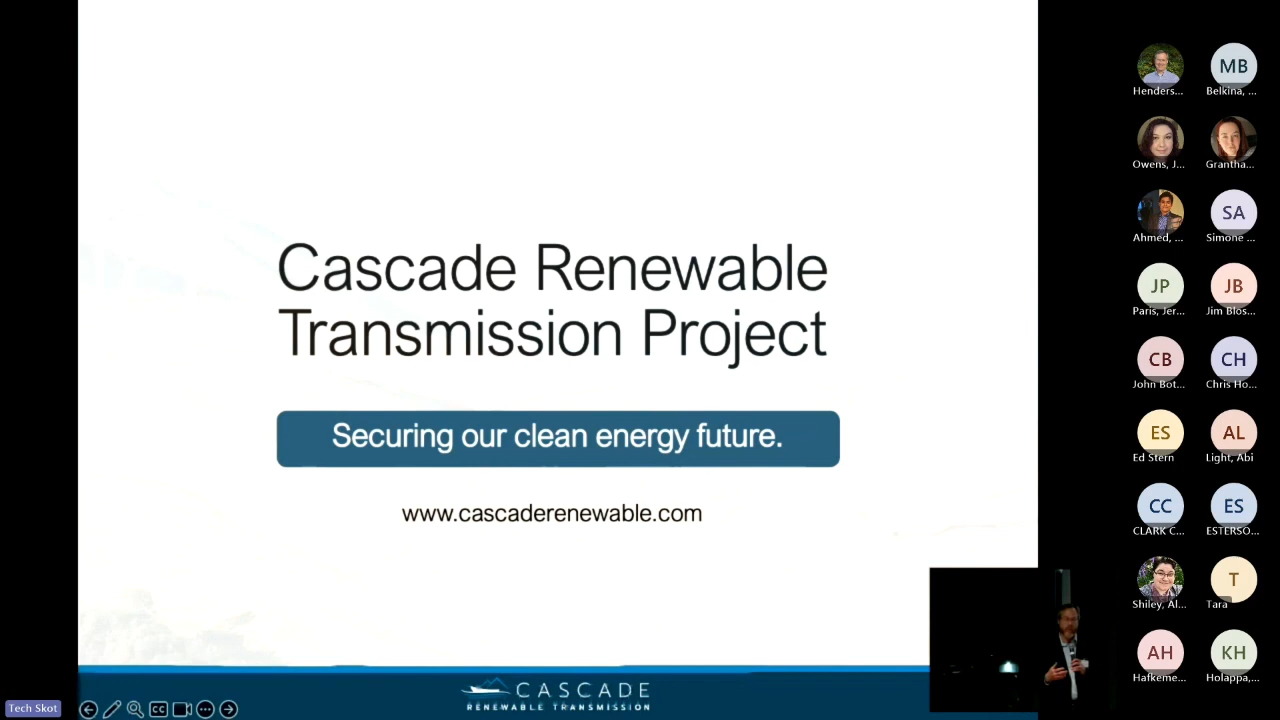 Cascade Renewable
Transmission Project
Securing our clean energy future.
www.cascaderenewable.com
CASCADE
RENEWABLE TRANSMISSION
Tech Skot
CC
Henders...
MB
Belkina, ...
Owens, J...
Grantha...
Ahmed, ...
SA
Simone ...
JP
Paris, Jer...
JB
Jim Blos...
CB
John Bot...
CH
Chris Ho...
ES
Ed Stern
AL
Light, Abi
CC
CLARK C...
ES
ESTERSO...
Shiley, Al...
T
Tara
AH
Hafkeme...
KH
Holappa,...